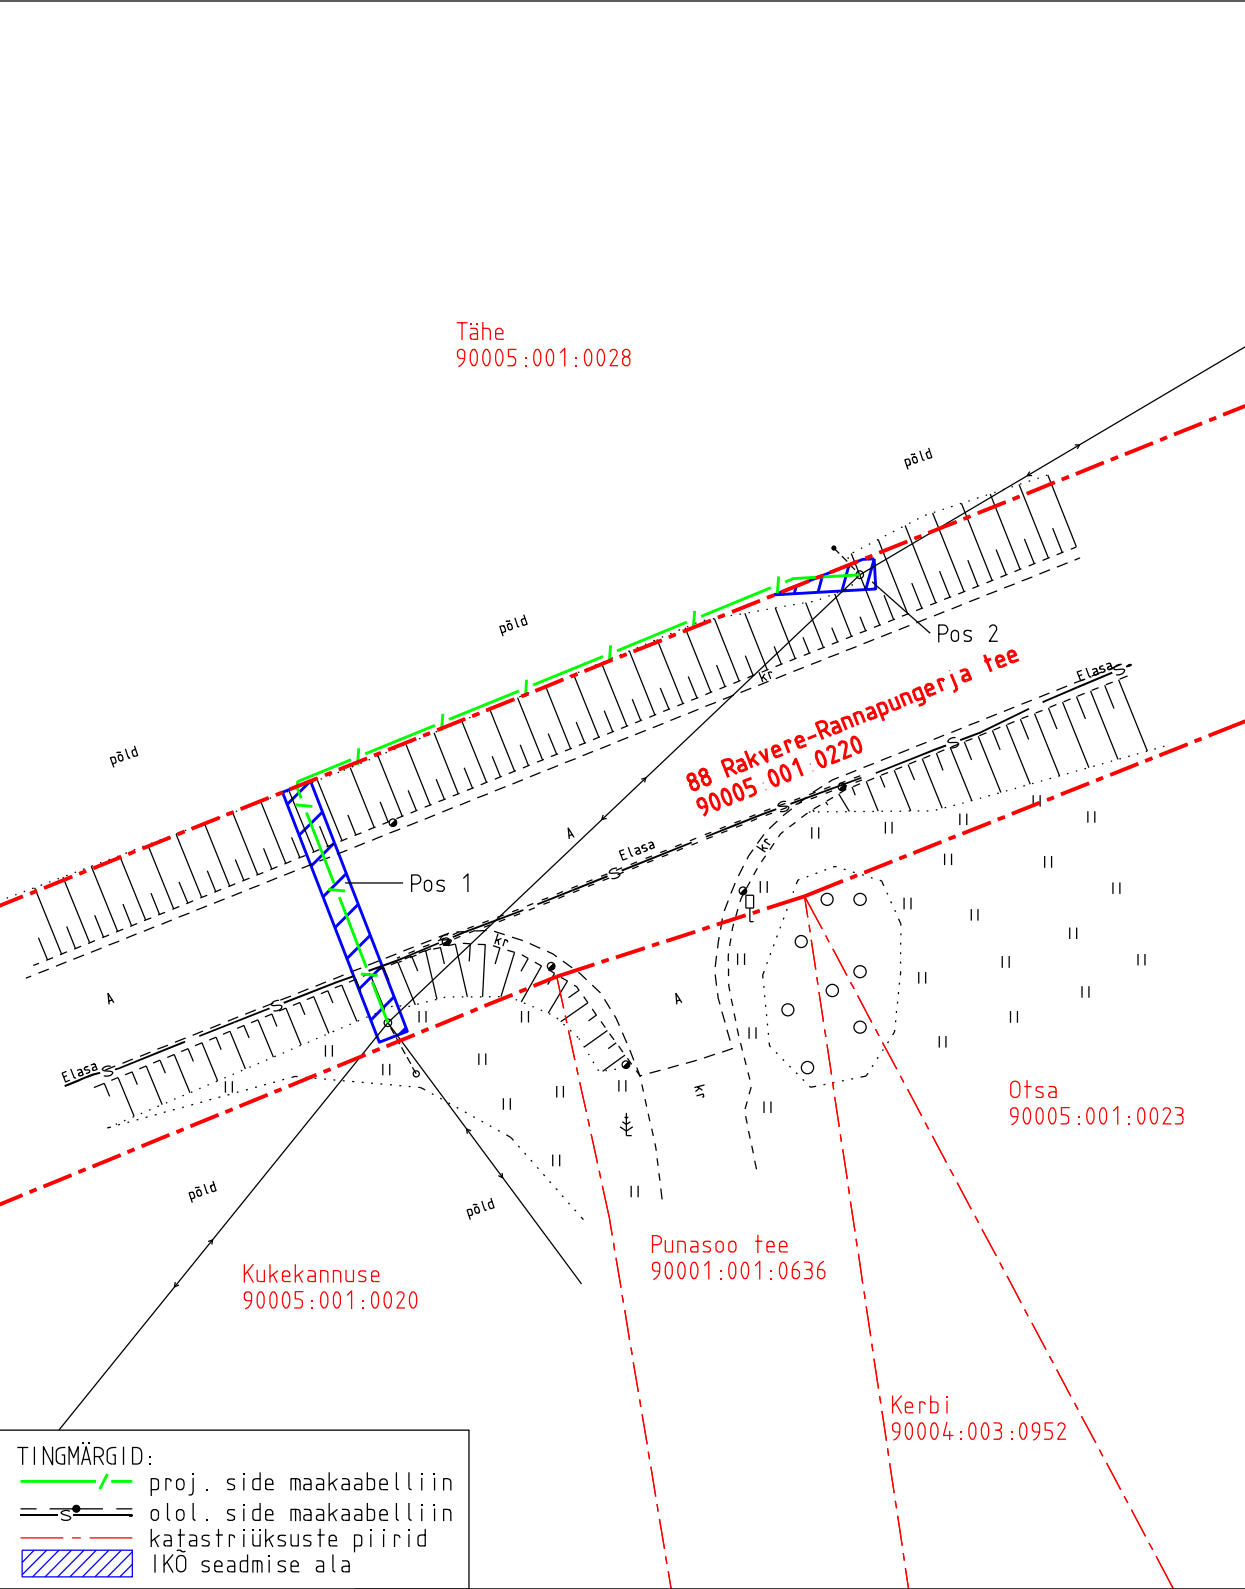 Tähe
90005:001:0028
põld
põld
põld
Pos 2
kr
Elasa
S
88 Rakvere-Rannapungerja tee
90005 001 0220
S
S
A
Elasa
S
kr
Pos 1
kr
A
S
A
Elasa
S
kr
Otsa
90005:001:0023
põld
põld
Punasoo tee
90001:001:0636
Kukekannuse
90005:001:0020
Kerbi
90004:003:0952
TINGMÄRGID:
proj. side maakaabelliin
S
olol. side maakaabelliin
katastriüksuste piirid
IKÕ seadmise ala